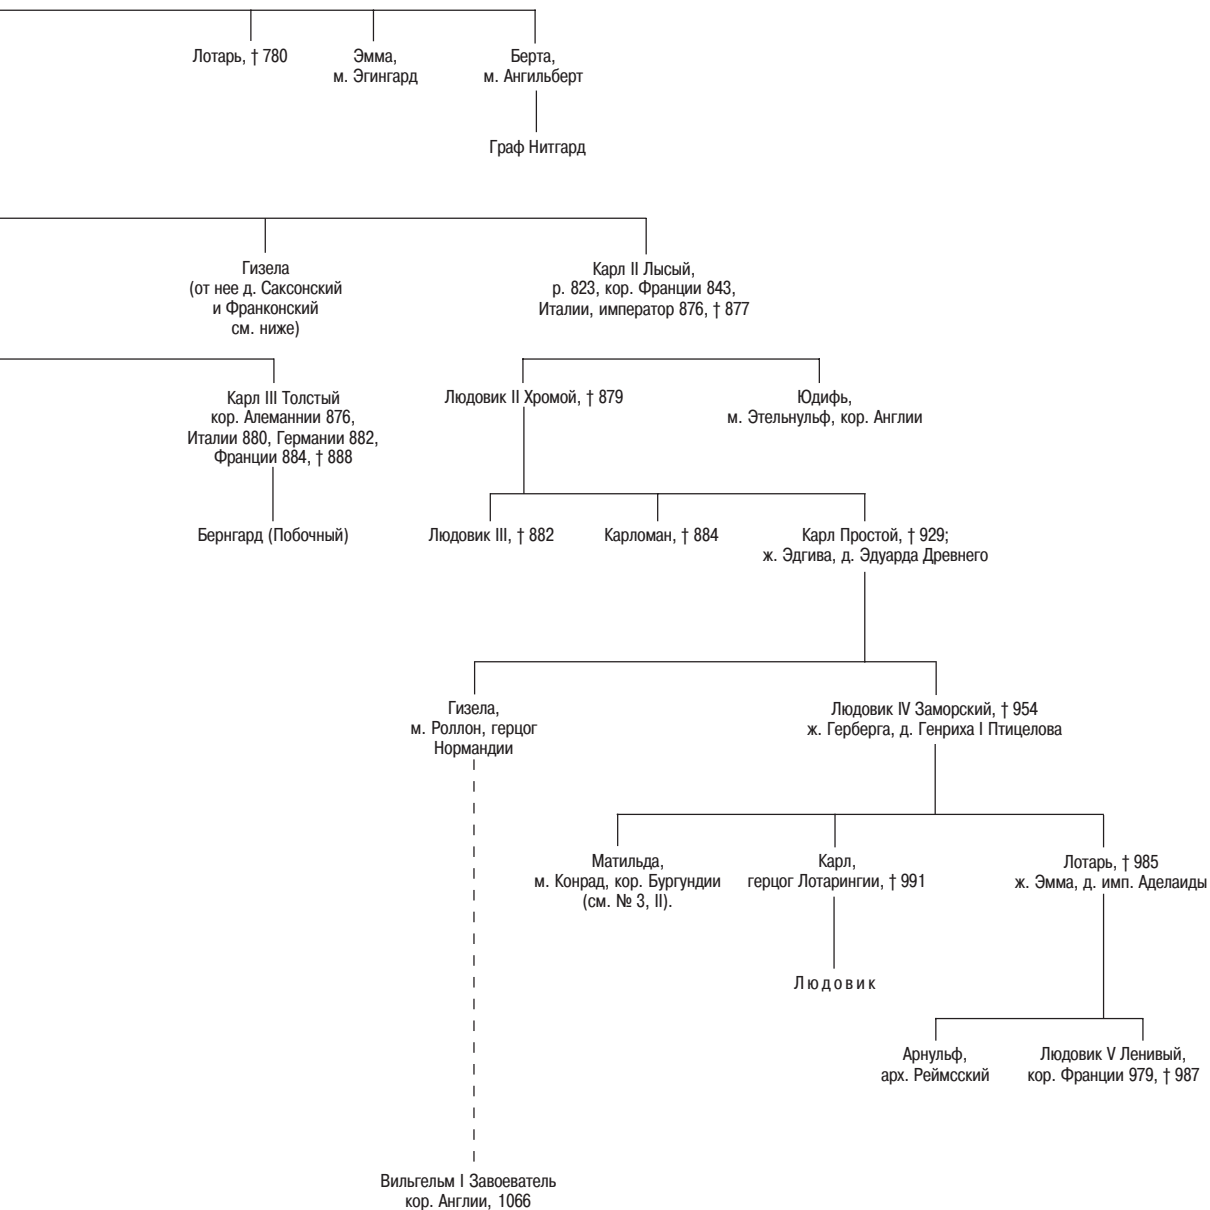 Лотарь, † 780
Эмма,
м. Эгингард
Берта,
м. Ангильберт
Граф Нитгард
Гизела
(от нее д. Саксонский
и Франконский
см. ниже)
Карл II Лысый,
р. 823, кор. Франции 843,
Италии, император 876, † 877
Карл III Толстый
кор. Алеманнии 876,
Италии 880, Германии 882,
Франции 884, † 888
Людовик II Хромой, † 879
Юдифь,
м. Этельнульф, кор. Англии
Бернгард (Побочный)
Людовик III, † 882
Карломан, † 884
Карл Простой, † 929;
ж. Эдгива, д. Эдуарда Древнего
Гизела,
м. Роллон, герцог
Нормандии
Людовик IV Заморский, † 954
ж. Герберга, д. Генриха I Птицелова
Матильда,
м. Конрад, кор. Бургундии
(см. № 3, II).
Карл,
герцог Лотарингии, † 991
Лотарь, † 985
ж. Эмма, д. имп. Аделаиды
Людовик
Арнульф,
арх. Реймсский
Людовик V Ленивый,
кор. Франции 979, † 987
Вильгельм I Завоеватель
кор. Англии, 1066